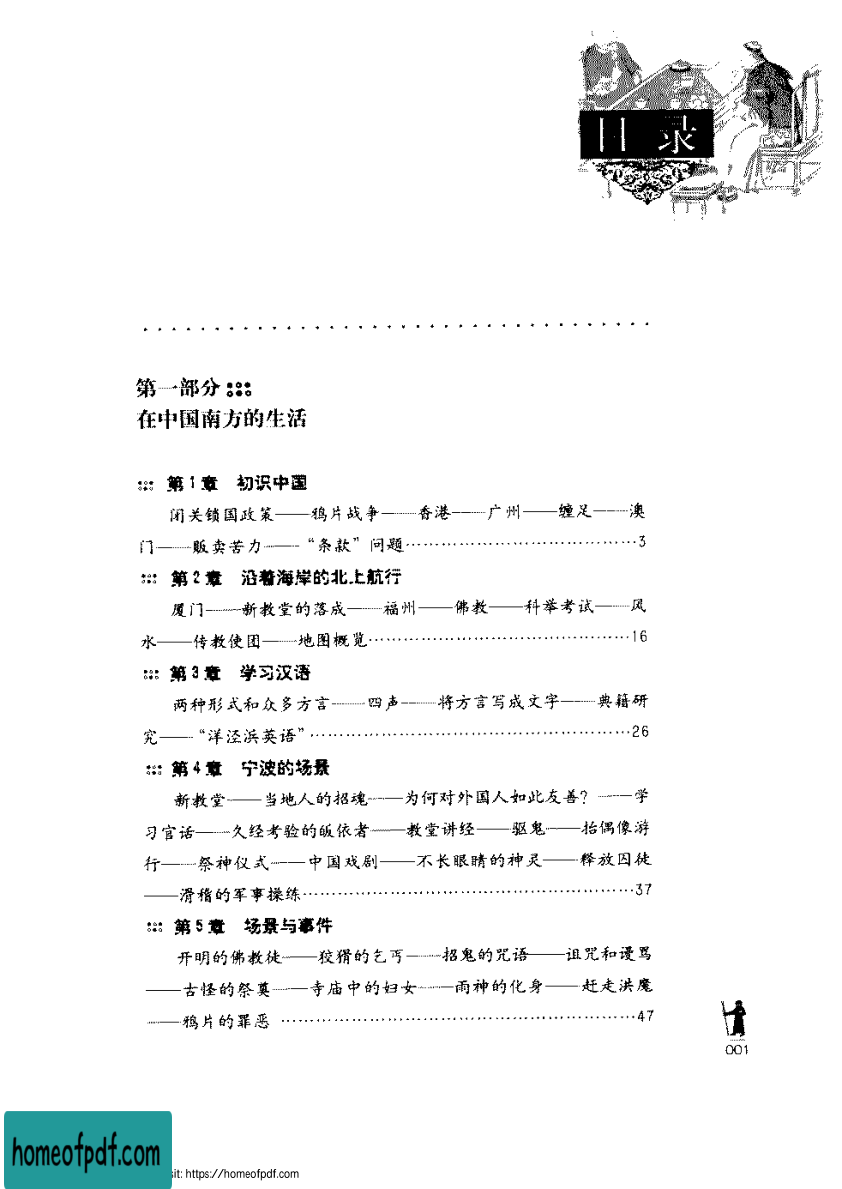 目 录
第一部分
在中国南方的生活
第1章 初识中国
闭关锁国政策——鸦片战争——香港——广州——缠足——澳
门——贩卖苦力——“条款”问题……………………………3
第2章 沿着海岸的北上航行
厦门——新教堂的落成——福州——佛教——科举考试——风
水——传教使团——地图概览………………………………16
第3章 学习汉语
两种形式和众多方言——四声——将方言写成文字——典籍研
究——“洋泾浜英语”………………………………………26
第4章 宁波的场景
新教堂——当地人的招魂——为何对外国人如此友善？——学
习官话——久经考验的皈依者——教堂讲经——驱鬼——抬偶像游
行——祭神仪式——中国戏剧——不长眼睛的神灵——释放囚徒
——滑稽的军事操练…………………………………………37
第5章 场景与事件
开明的佛教徒——狡猾的乞丐——招鬼的咒语——诅咒和谩骂
——古怪的祭奠——寺庙中的妇女——雨神的化身——赶走洪魔
——鸦片的罪恶 ……………………………………………47
001
homeofpdf.com
sit: https://homeofpdf.com